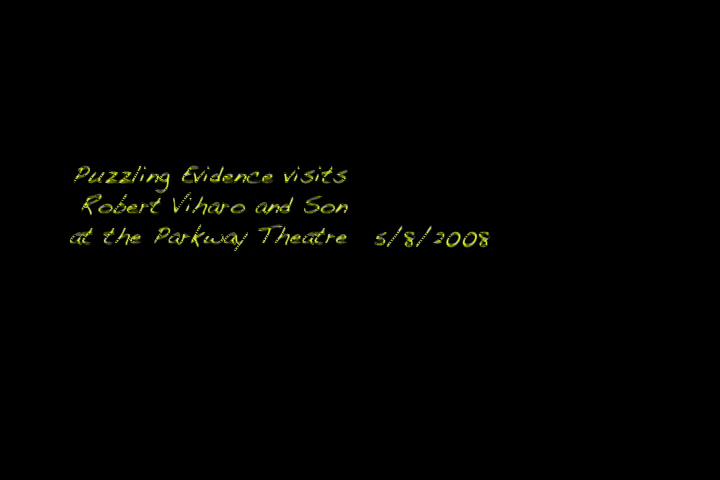 Puzzling Evidence visits
Robert Viharo and Son
at the Parkway Theatre 5/8/2008